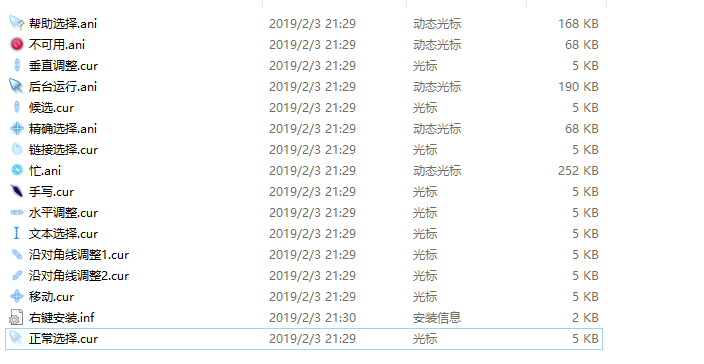 帮助选择.ani 2019/2/3 21:29 动态光标 168 KB
不可用.ani 2019/2/3 21:29 动态光标 68 KB
垂直调整.cur 2019/2/3 21:29 光标 5 KB
后台运行.ani 2019/2/3 21:29 动态光标 190 KB
候选.cur 2019/2/3 21:29 光标 5 KB
精确选择.ani 2019/2/3 21:29 动态光标 68 KB
链接选择.cur 2019/2/3 21:29 光标 5 KB
忙.ani 2019/2/3 21:29 动态光标 252 KB
手写.cur 2019/2/3 21:29 光标 5 KB
水平调整.cur 2019/2/3 21:29 光标 5 KB
文本选择.cur 2019/2/3 21:29 光标 5 KB
沿对角线调整1.cur 2019/2/3 21:29 光标 5 KB
沿对角线调整2.cur 2019/2/3 21:29 光标 5 KB
移动.cur 2019/2/3 21:29 光标 5 KB
右键安装.inf 2019/2/3 21:30 安装信息 2 KB
正常选择.cur 2019/2/3 21:29 光标 5 KB